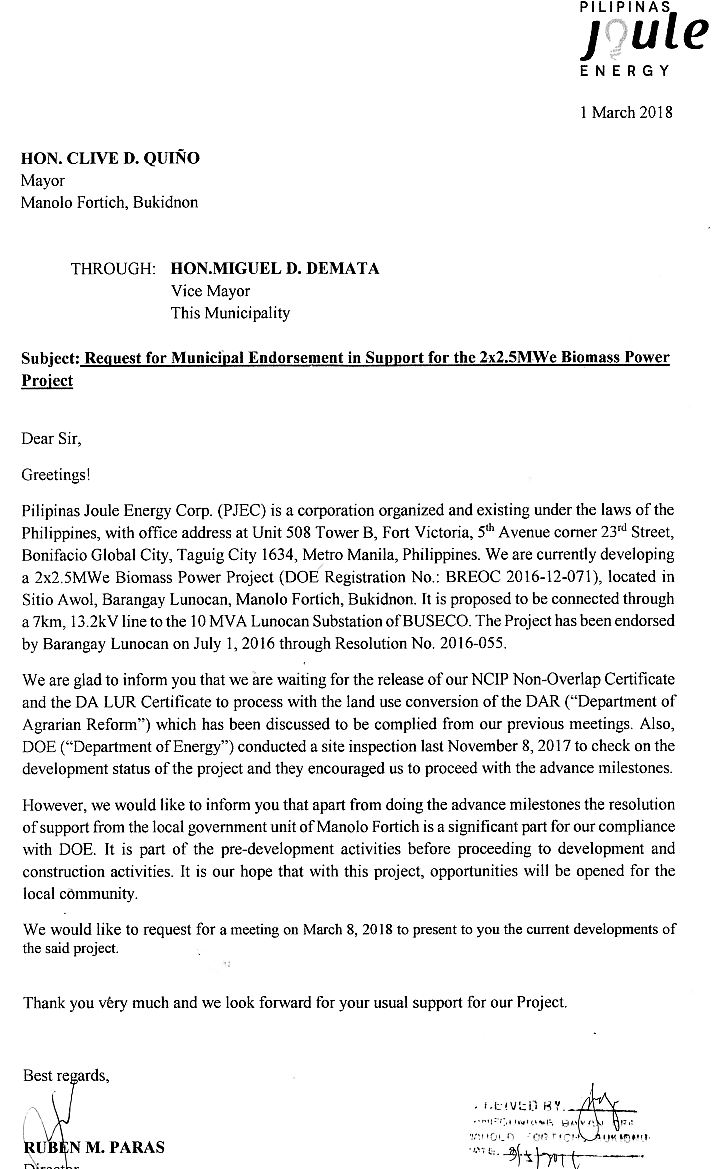 PILIPINAS
Joule
ENERGY
1 March 2018
HON. CLIVE D. QUIÑO
Mayor
Manolo Fortich, Bukidnon
THROUGH: HON.MIGUEL D. DEMATA
Vice Mayor
This Municipality
Subject: Request for Municipal Endorsement in Support for the 2x2.5MWe Biomass Power
Project
Dear Sir,
Greetings!
Pilipinas Joule Energy Corp. (PJEC) is a corporation organized and existing under the laws of the
Philippines, with office address at Unit 508 Tower B, Fort Victoria, 5th Avenue corner 23rd Street,
Bonifacio Global City, Taguig City 1634, Metro Manila, Philippines. We are currently developing
a 2x2.5MWe Biomass Power Project (DOE Registration No.: BREOC 2016-12-071), located in
Sitio Awol, Barangay Lunocan, Manolo Fortich, Bukidnon. It is proposed to be connected through
a 7km, 13.2kV line to the 10 MVA Lunocan Substation of BUSECO. The Project has been endorsed
by Barangay Lunocan on July 1, 2016 through Resolution No. 2016-055.
We are glad to inform you that we are waiting for the release of our NCIP Non-Overlap Certificate
and the DA LUR Certificate to process with the land use conversion of the DAR (“Department of
Agrarian Reform”) which has been discussed to be complied from our previous meetings. Also,
DOE (“Department of Energy”) conducted a site inspection last November 8, 2017 to check on the
development status of the project and they encouraged us to proceed with the advance milestones.
However, we would like to inform you that apart from doing the advance milestones the resolution
of support from the local government unit of Manolo Fortich is a significant part for our compliance
with DOE. It is part of the pre-development activities before proceeding to development and
construction activities. It is our hope that with this project, opportunities will be opened for the
local community.
We would like to request for a meeting on March 8, 2018 to present to you the current developments of
the said project.
Thank you very much and we look forward for your usual support for our Project.
Best regards,
RUBEN M. PARAS
Director
BY: